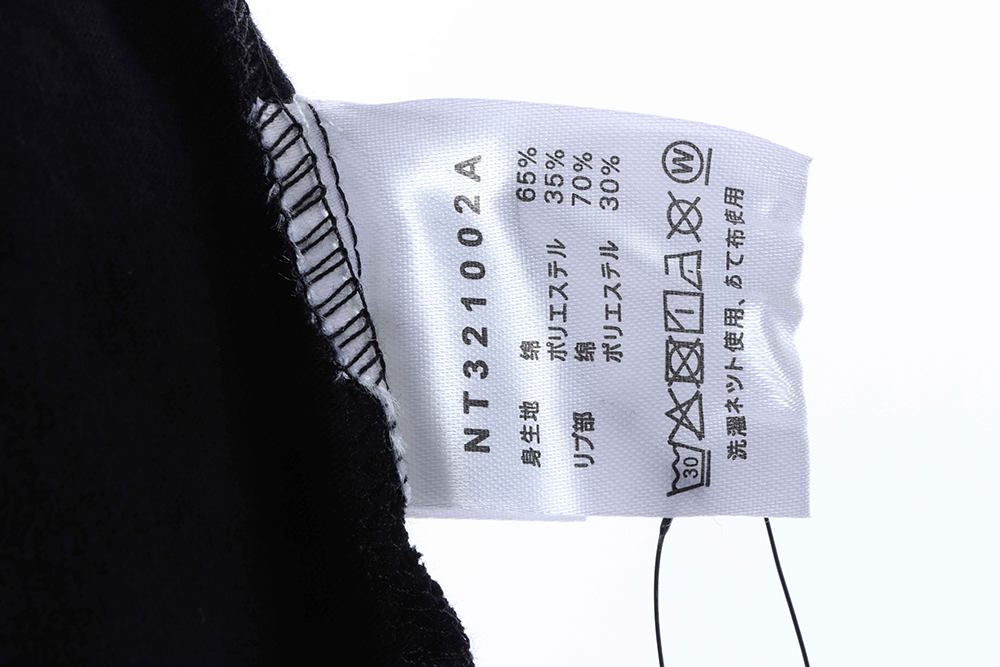 NT321002A
身生地 綿 65%
ポリエステル 35%
リブ部 綿 70%
ポリエステル 30%
30 W
洗濯ネット使用、あて布使用